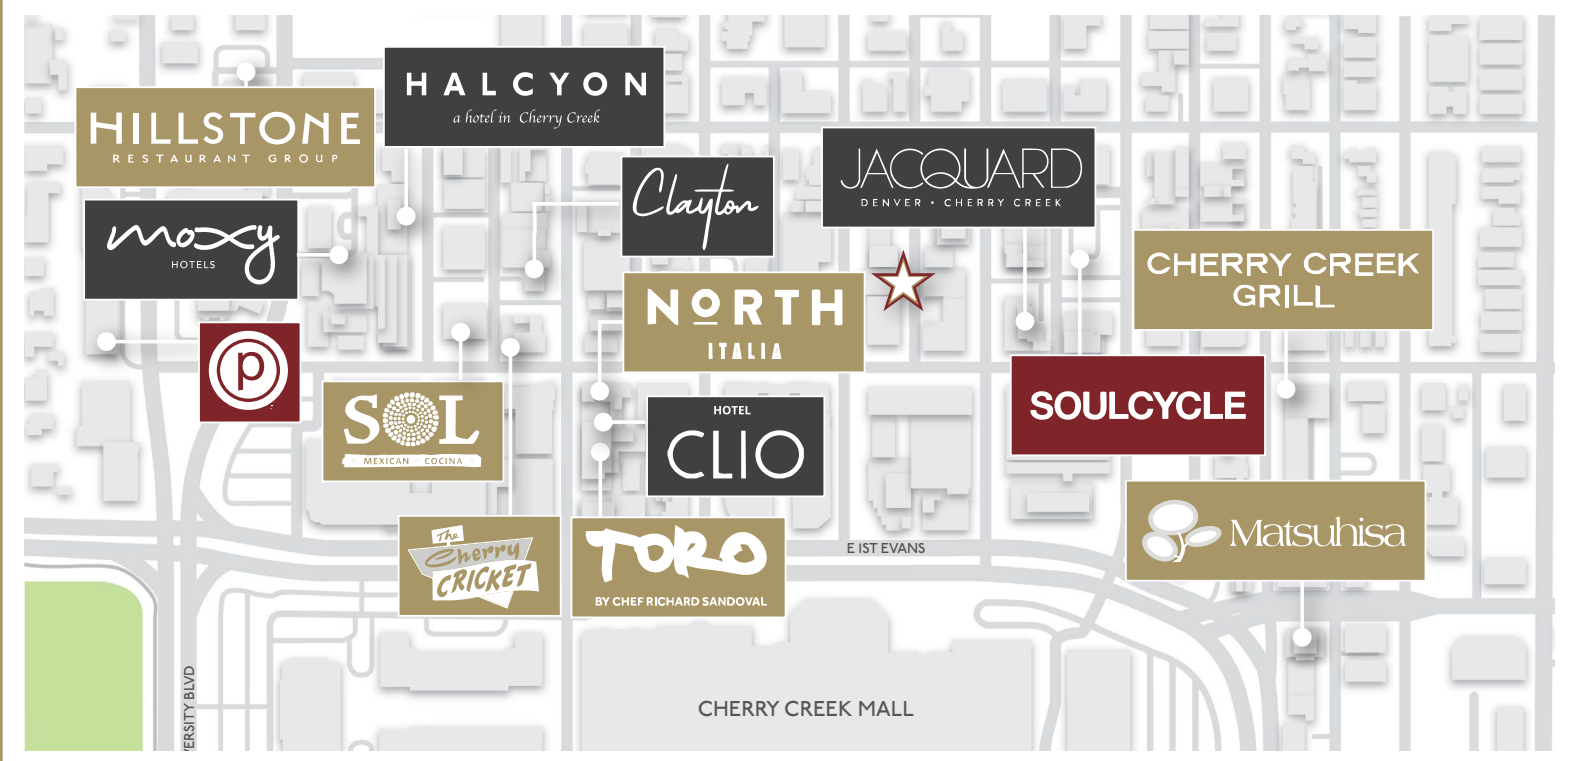 HALCYON
a hotel in Cherry Creek
HILLSTONE
RESTAURANT GROUP
Clayton
JACQUARD
DENVER • CHERRY CREEK
moxy
HOTELS
CHERRY CREEK
GRILL
NORTH
ITALIA
p
SOL
MEXICAN COCINA
HOTEL
CLIO
SOULCYCLE
The
Cherry
CRICKET
TORO
BY CHEF RICHARD SANDOVAL
E 1ST EVANS
Matsuhisa
VERSITY BLVD
CHERRY CREEK MALL